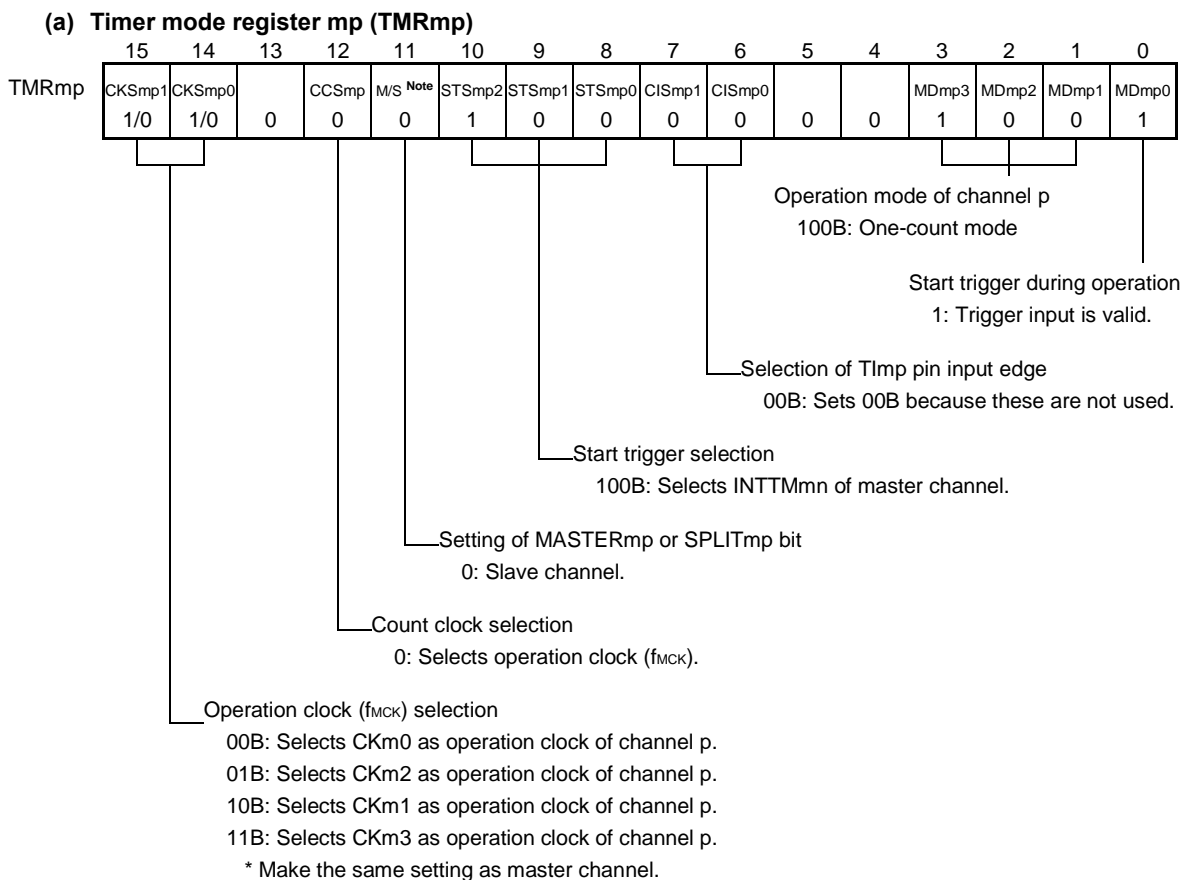 (a) Timer mode register mp (TMRmp)
15 14 13 12 11 10 9 8 7 6 5 4 3 2 1 0
TMRmp CKSmp1 CKSmp0 CCSmp M/S Note STSmp2 STSmp1 STSmp0 CISmp1 CISmp0 MDmp3 MDmp2 MDmp1 MDmp0
1/0 1/0 0 0 0 1 0 0 0 0 0 0 1 0 0 1
Operation mode of channel p
100B: One-count mode
Start trigger during operation
1: Trigger input is valid.
Selection of TImp pin input edge
00B: Sets 00B because these are not used.
Start trigger selection
100B: Selects INTTMmn of master channel.
Setting of MASTERmp or SPLITmp bit
0: Slave channel.
Count clock selection
0: Selects operation clock (fMCK).
Operation clock (fMCK) selection
00B: Selects CKm0 as operation clock of channel p.
01B: Selects CKm2 as operation clock of channel p.
10B: Selects CKm1 as operation clock of channel p.
11B: Selects CKm3 as operation clock of channel p.
* Make the same setting as master channel.